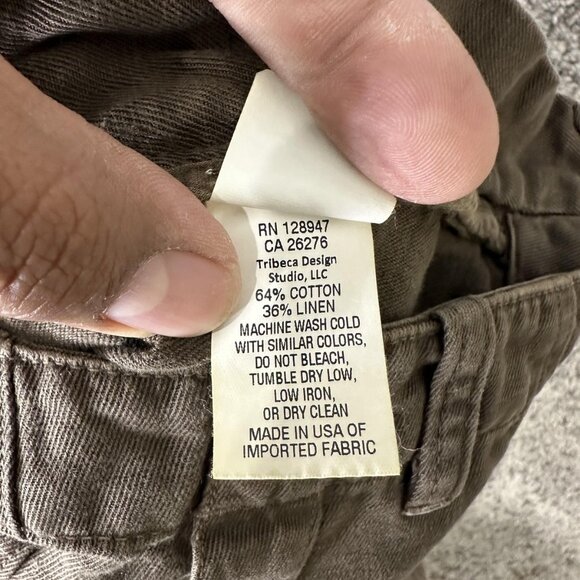 RN 128947
CA 26276
Tribeca Design
Studio, LLC
64% COTTON
36% LINEN
MACHINE WASH COLD
WITH SIMILAR COLORS,
DO NOT BLEACH,
TUMBLE DRY LOW,
LOW IRON,
OR DRY CLEAN
MADE IN USA OF
IMPORTED FABRIC